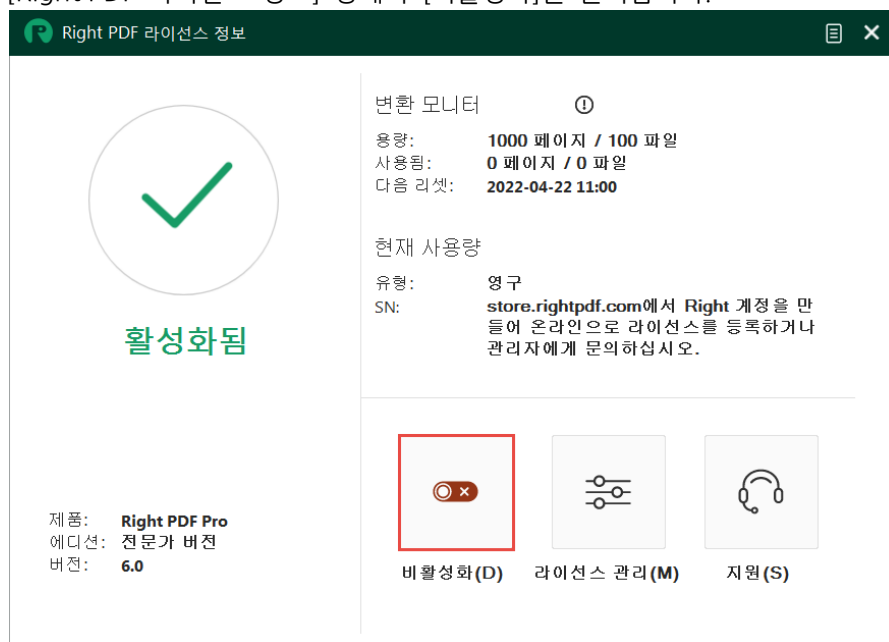 Right PDF 라이선스 정보
변환 모니터
용량: 1000 페이지 / 100 파일
사용됨: 0 페이지 / 0 파일
다음 리셋: 2022-04-22 11:00
현재 사용량
유형: 영구
SN: store.rightpdf.com에서 Right 계정을 만
들어 온라인으로 라이선스를 등록하거나
관리자에게 문의하십시오.
활성화됨
제품: Right PDF Pro
에디션: 전문가 버전
버전: 6.0
비활성화(D) 라이선스 관리(M) 지원(S)